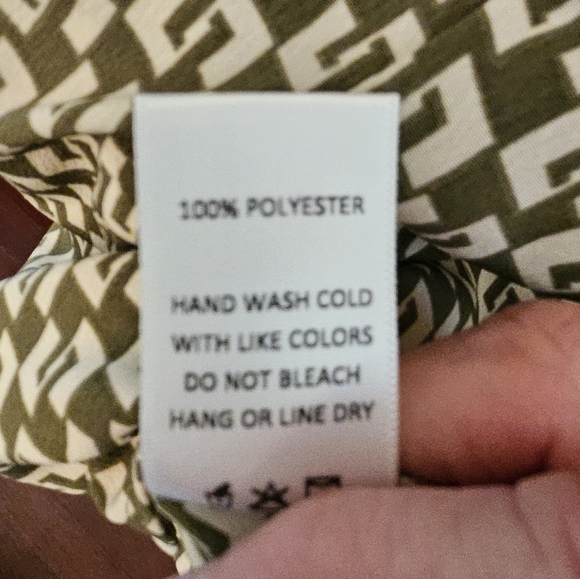 100% POLYESTER
HAND WASH COLD
WITH LIKE COLORS
DO NOT BLEACH
HANG OR LINE DRY